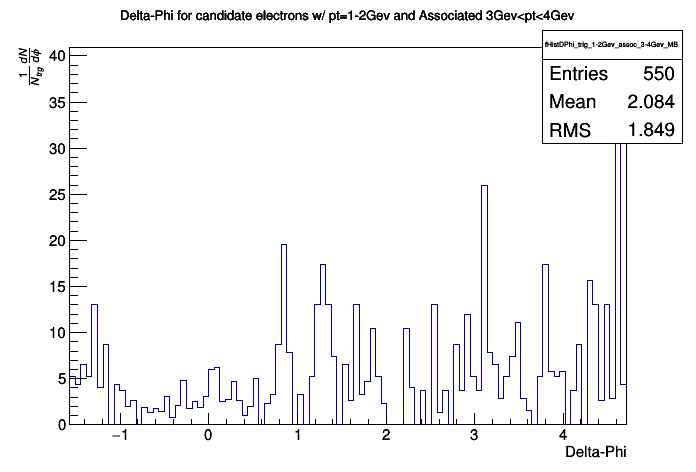 Delta-Phi for candidate electrons w/ pt=1-2Gev and Associated 3Gev<pt<4Gev
fHistDPhi_trig_1-2Gev_assoc_3-4Gev_MB
Entries 550
Mean 2.084
RMS 1.849
1 dN
N_trg dϕ
40
35
30
25
20
15
10
5
0
−1 0 1 2 3 4
Delta-Phi